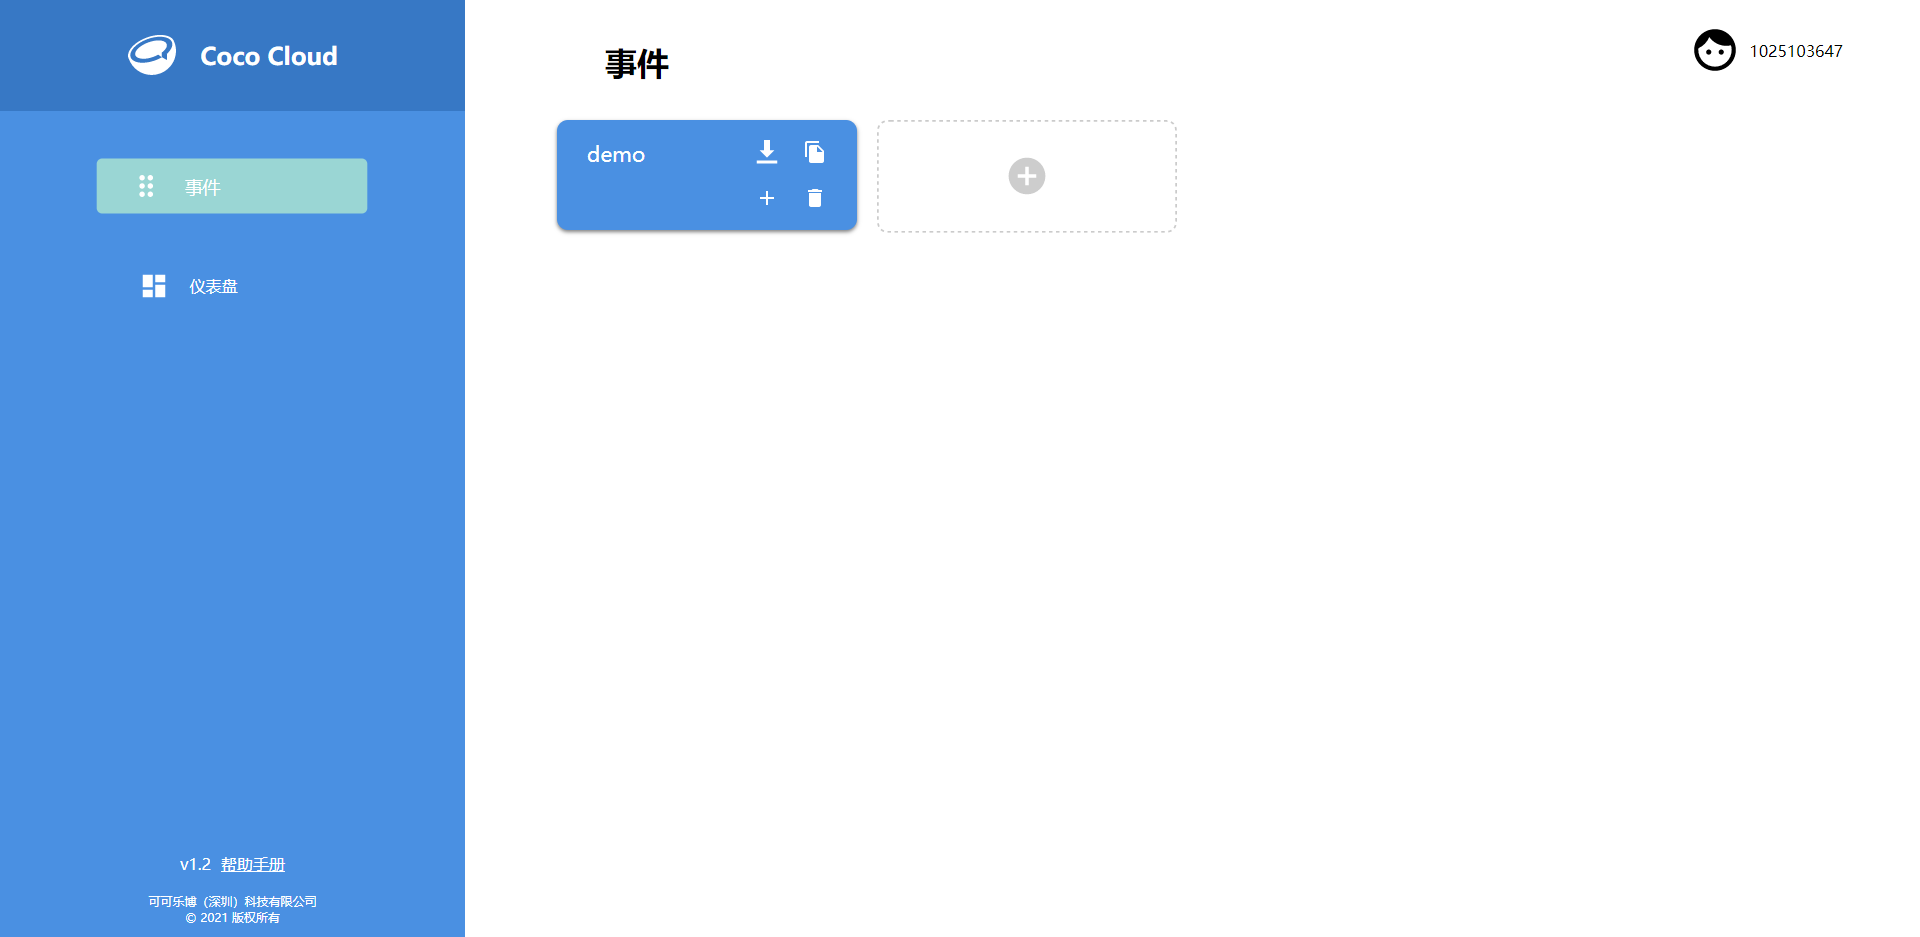 Coco Cloud
事件
仪表盘
v1.2 帮助手册
可可乐博（深圳）科技有限公司
© 2021 版权所有
事件
1025103647
demo